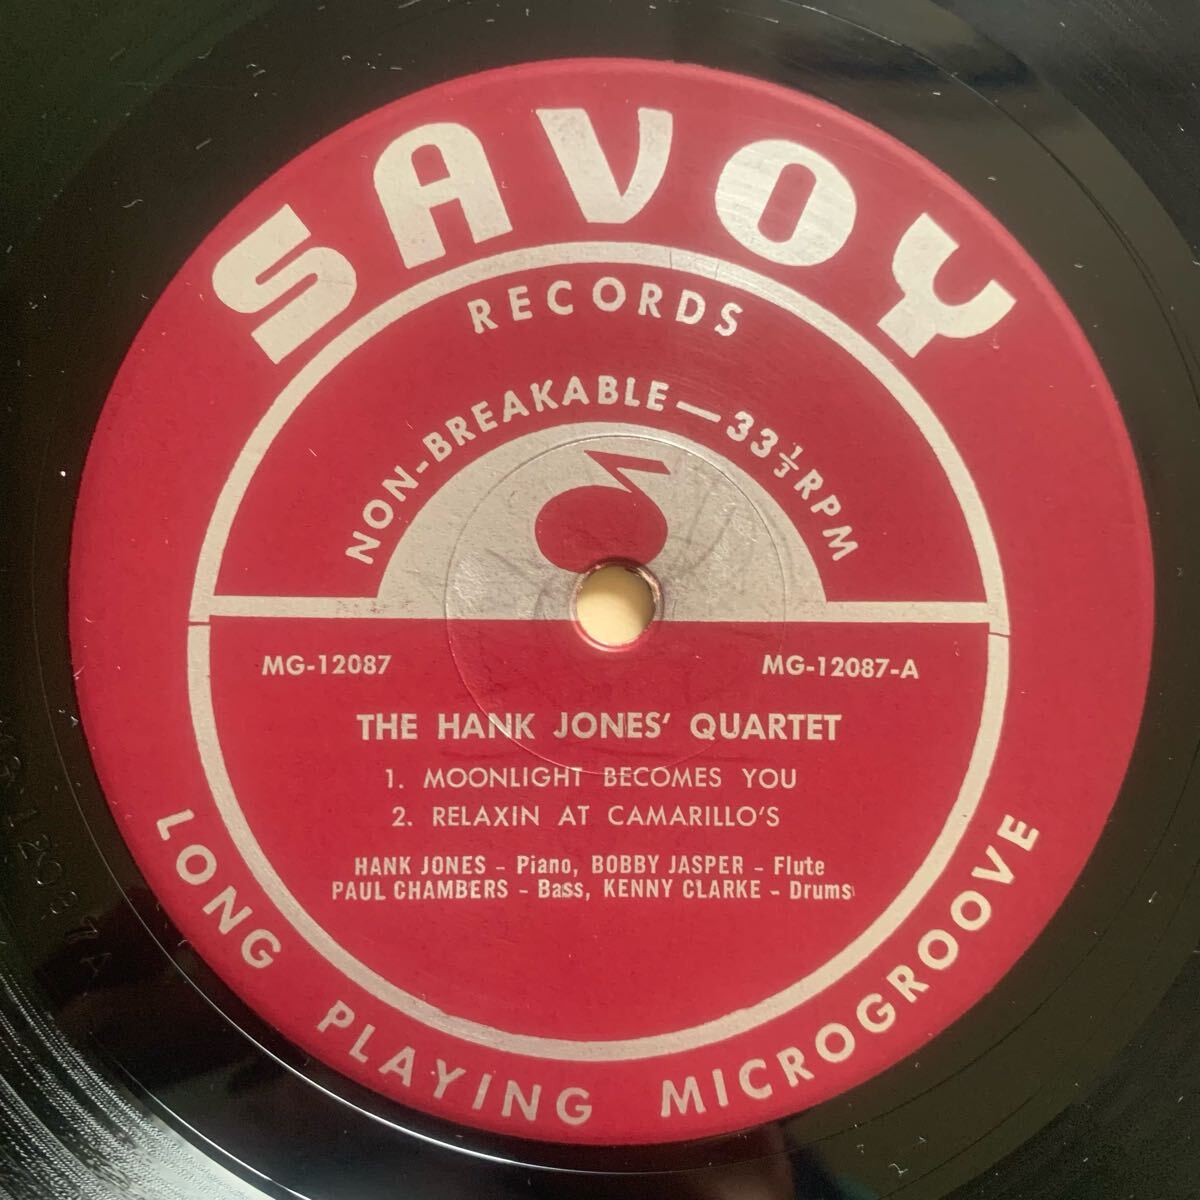 SAVOY
RECORDS
NON-BREAKABLE—33⅓ RPM
MG-12087 MG-12087-A
THE HANK JONES' QUARTET
1. MOONLIGHT BECOMES YOU
2. RELAXIN AT CAMARILLO'S
HANK JONES - Piano, BOBBY JASPER - Flute
PAUL CHAMBERS - Bass, KENNY CLARKE - Drums
LONG PLAYING MICROGROOVE